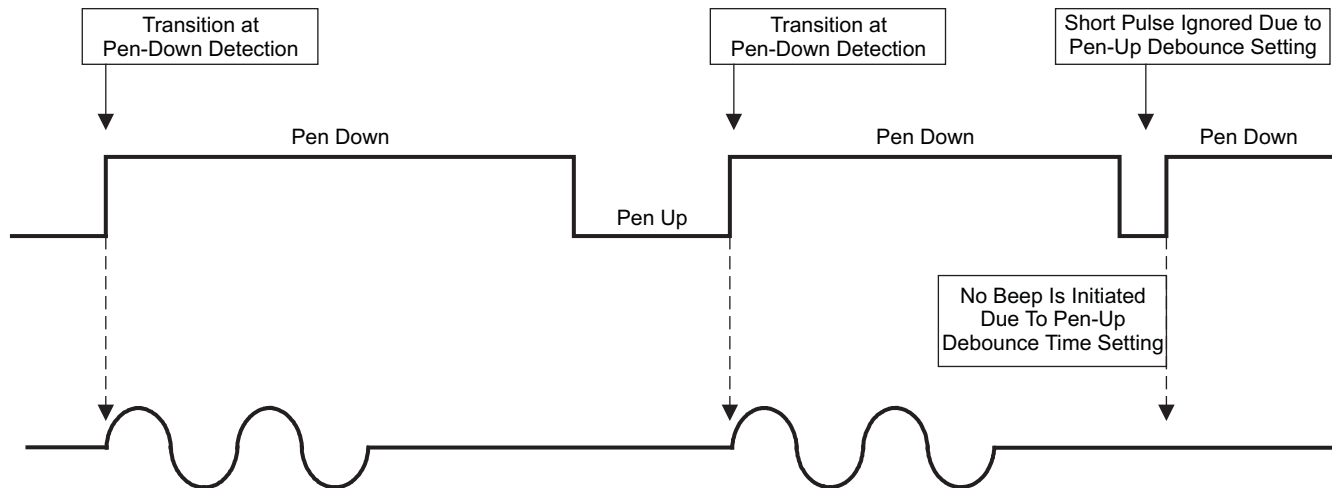 Transition at
Pen-Down Detection
Transition at
Pen-Down Detection
Short Pulse Ignored Due to
Pen-Up Debounce Setting
Pen Down
Pen Down
Pen Down
Pen Up
No Beep Is Initiated
Due To Pen-Up
Debounce Time Setting